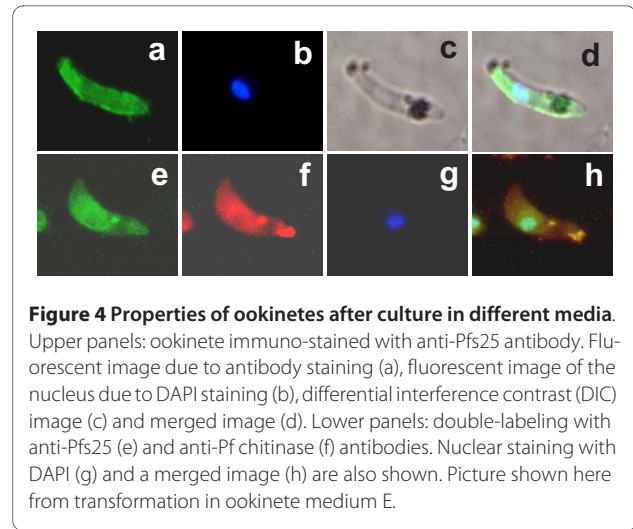 a b c d
e f g h
Figure 4 Properties of ookinetes after culture in different media.
Upper panels: ookinete immuno-stained with anti-Pfs25 antibody. Flu-
orescent image due to antibody staining (a), fluorescent image of the
nucleus due to DAPI staining (b), differential interference contrast (DIC)
image (c) and merged image (d). Lower panels: double-labeling with
anti-Pfs25 (e) and anti-Pf chitinase (f) antibodies. Nuclear staining with
DAPI (g) and a merged image (h) are also shown. Picture shown here
from transformation in ookinete medium E.